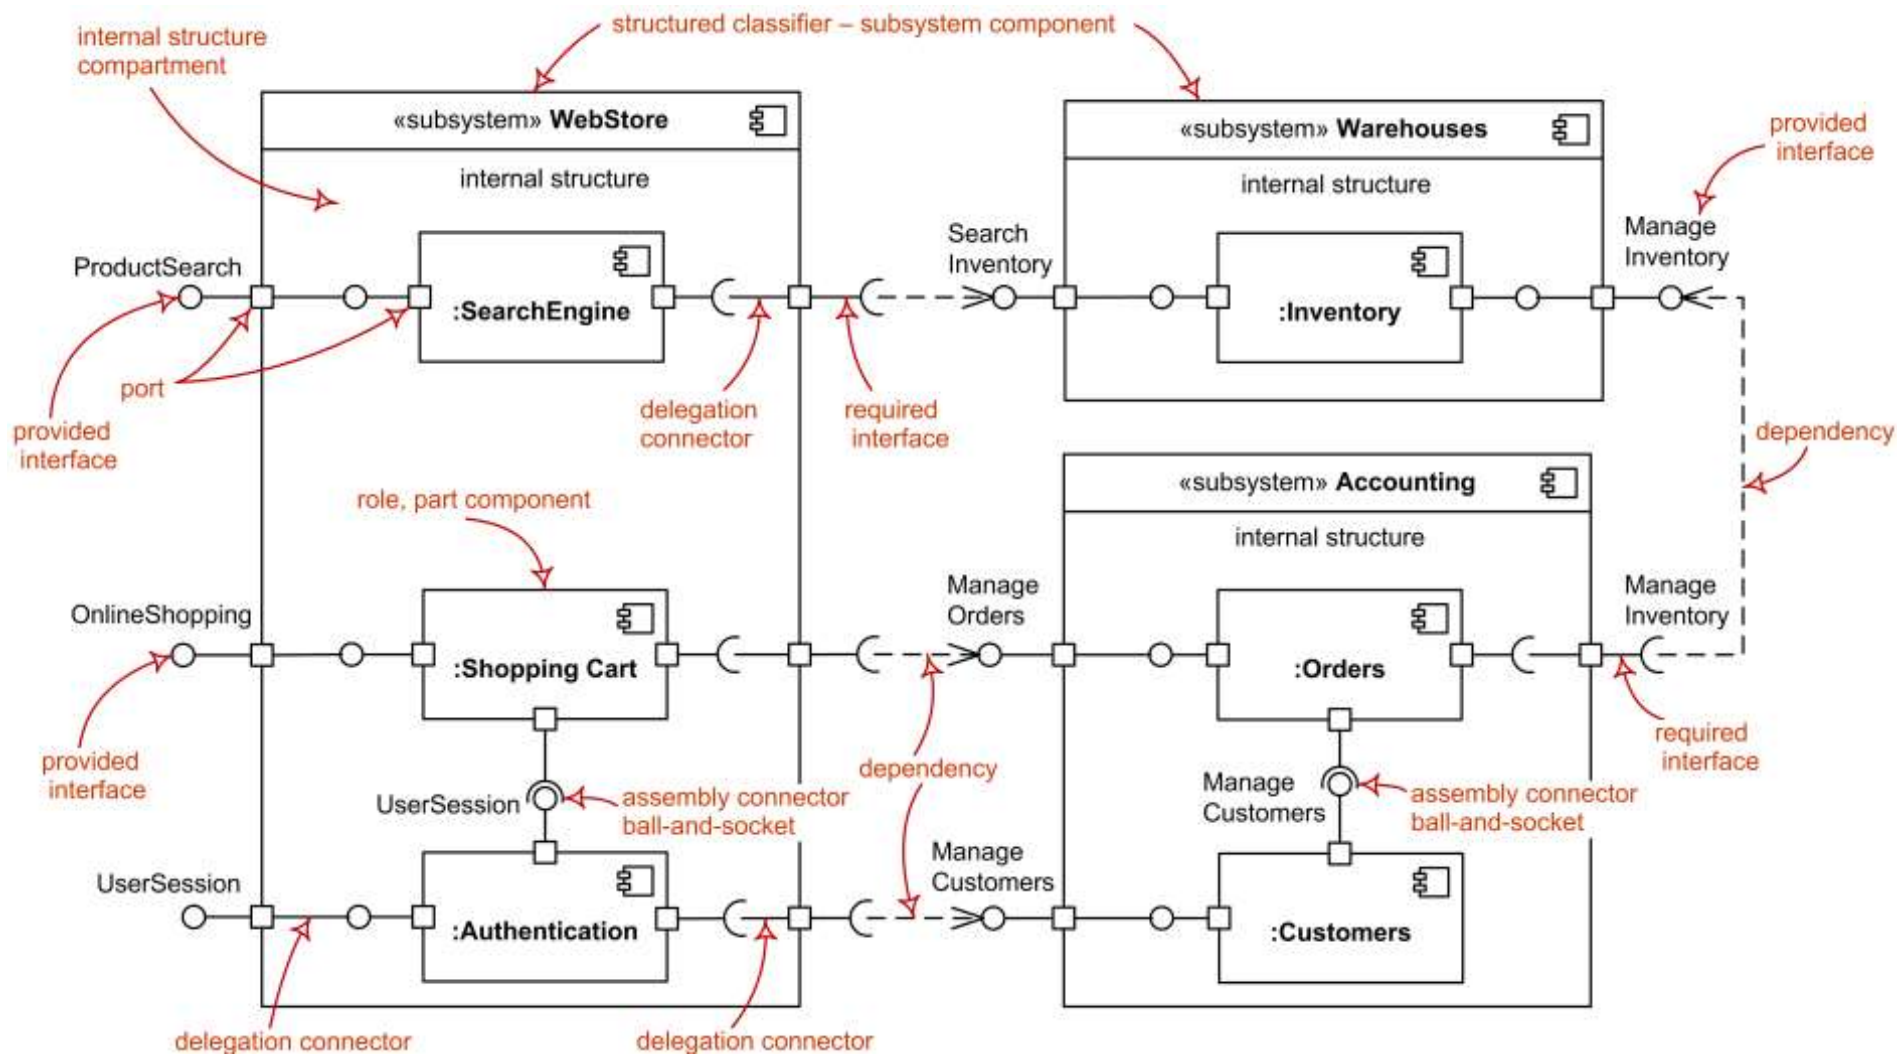 structured classifier – subsystem component
internal structure
compartment
«subsystem» WebStore
«subsystem» Warehouses
provided
interface
internal structure
internal structure
ProductSearch
:SearchEngine
Search
Inventory
:Inventory
Manage
Inventory
port
provided
interface
delegation
connector
required
interface
dependency
role, part component
«subsystem» Accounting
internal structure
OnlineShopping
:Shopping Cart
Manage
Orders
:Orders
Manage
Inventory
provided
interface
dependency
required
interface
UserSession
assembly connector
ball-and-socket
Manage
Customers
assembly connector
ball-and-socket
UserSession
:Authentication
Manage
Customers
:Customers
delegation connector
delegation connector